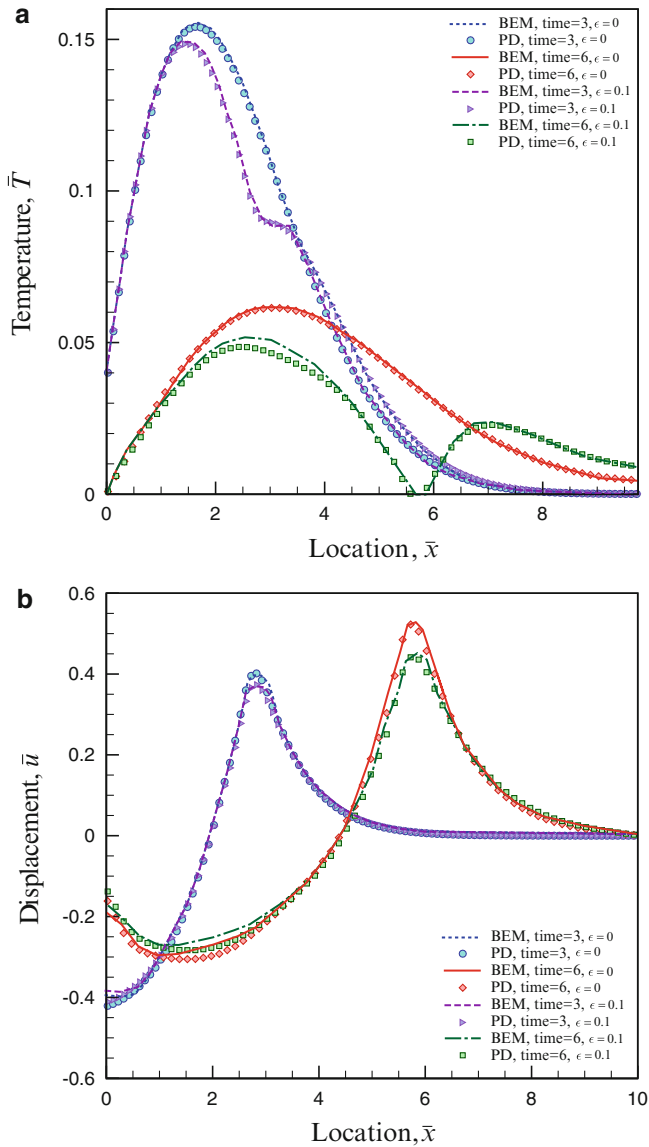 a
BEM, time=3, ϵ=0
PD, time=3, ϵ=0
BEM, time=6, ϵ=0
PD, time=6, ϵ=0
BEM, time=3, ϵ=0.1
PD, time=3, ϵ=0.1
BEM, time=6, ϵ=0.1
PD, time=6, ϵ=0.1
0.15
0.1
0.05
0
Temperature, T̄
0 2 4 6 8
Location, x̄
b
0.6
0.4
0.2
0
-0.2
-0.4
-0.6
Displacement, ū
BEM, time=3, ϵ=0
PD, time=3, ϵ=0
BEM, time=6, ϵ=0
PD, time=6, ϵ=0
BEM, time=3, ϵ=0.1
PD, time=3, ϵ=0.1
BEM, time=6, ϵ=0.1
PD, time=6, ϵ=0.1
0 2 4 6 8 10
Location, x̄